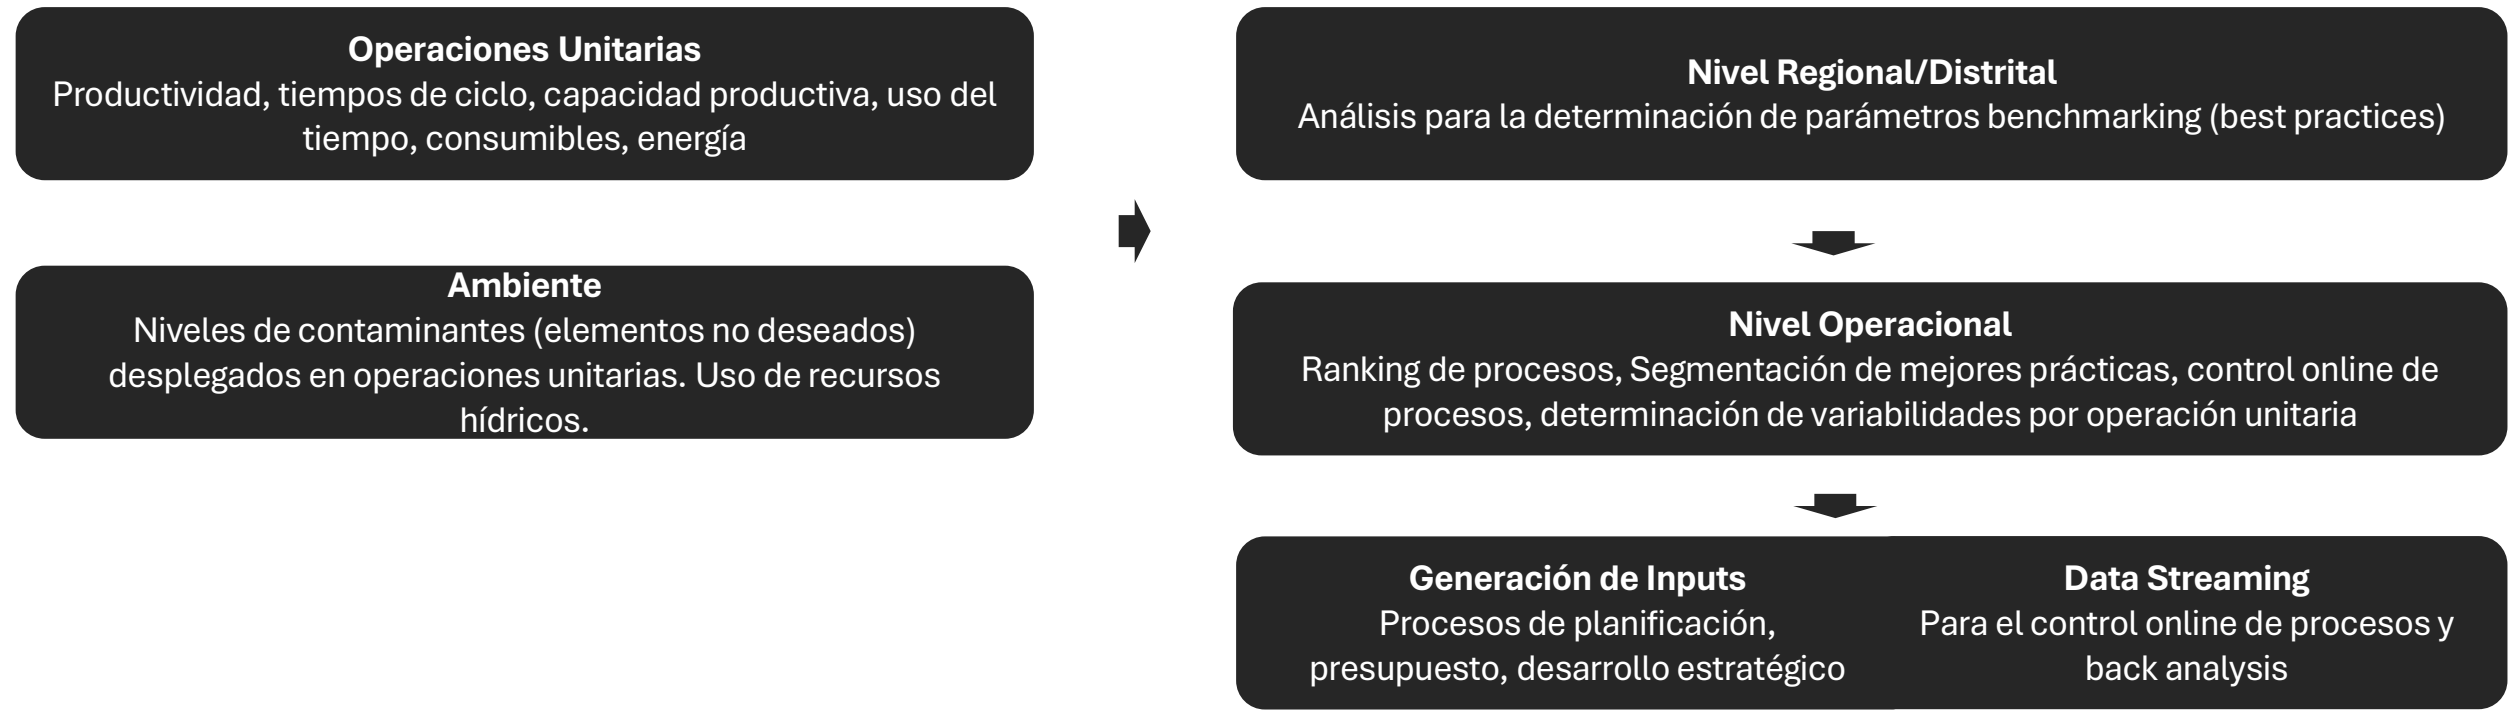 Operaciones Unitarias
Productividad, tiempos de ciclo, capacidad productiva, uso del
tiempo, consumibles, energía
Ambiente
Niveles de contaminantes (elementos no deseados)
desplegados en operaciones unitarias. Uso de recursos
hídricos.
Nivel Regional/Distrital
Análisis para la determinación de parámetros benchmarking (best practices)
Nivel Operacional
Ranking de procesos, Segmentación de mejores prácticas, control online de
procesos, determinación de variabilidades por operación unitaria
Generación de Inputs
Procesos de planificación,
presupuesto, desarrollo estratégico
Data Streaming
Para el control online de procesos y
back analysis